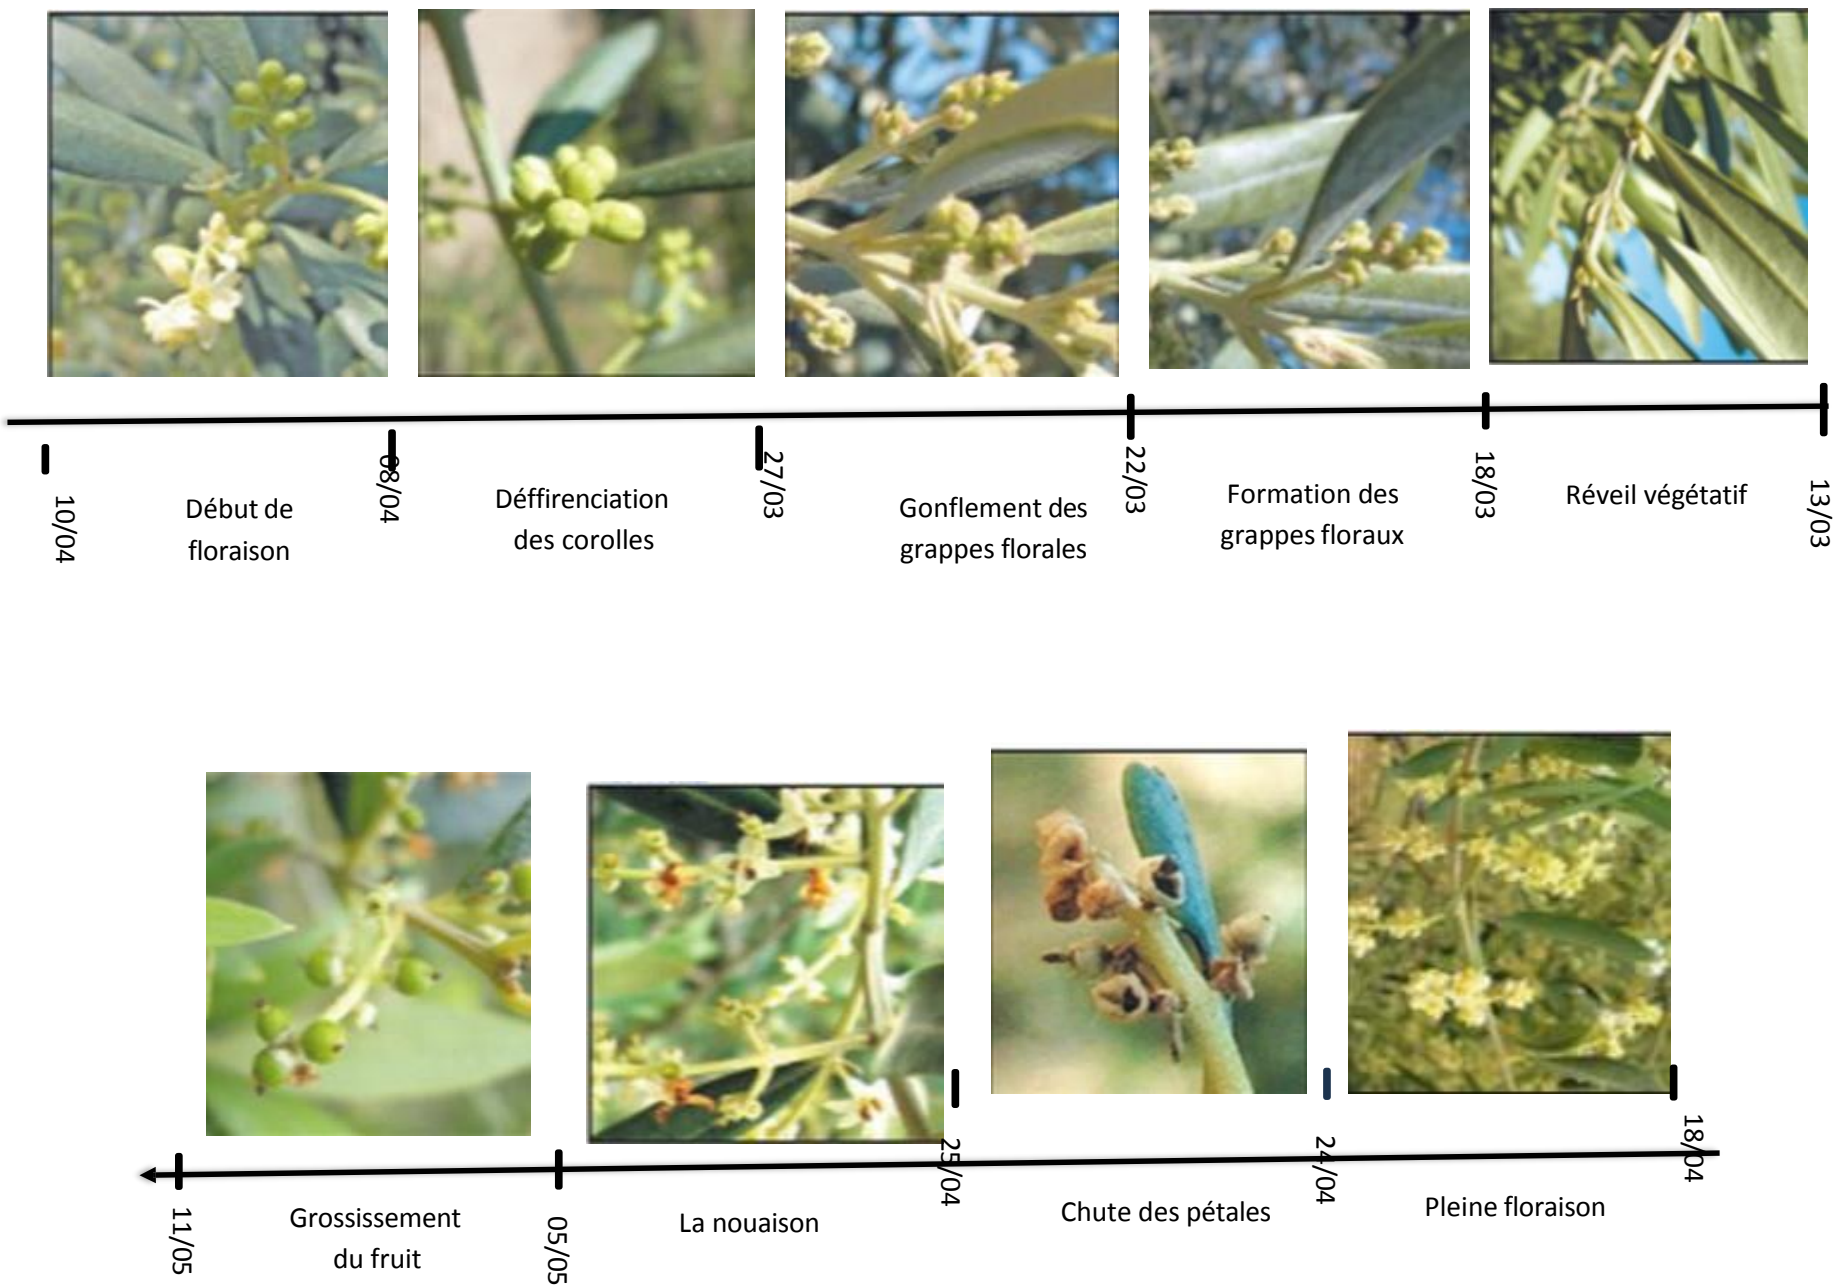 10/04
Début de
floraison
08/04
Déffirenciation
des corolles
27/03
Gonflement des
grappes florales
22/03
Formation des
grappes floraux
18/03
Réveil végétatif
13/03
11/05
Grossissement
du fruit
05/05
La nouaison
25/04
Chute des pétales
24/04
Pleine floraison
18/04